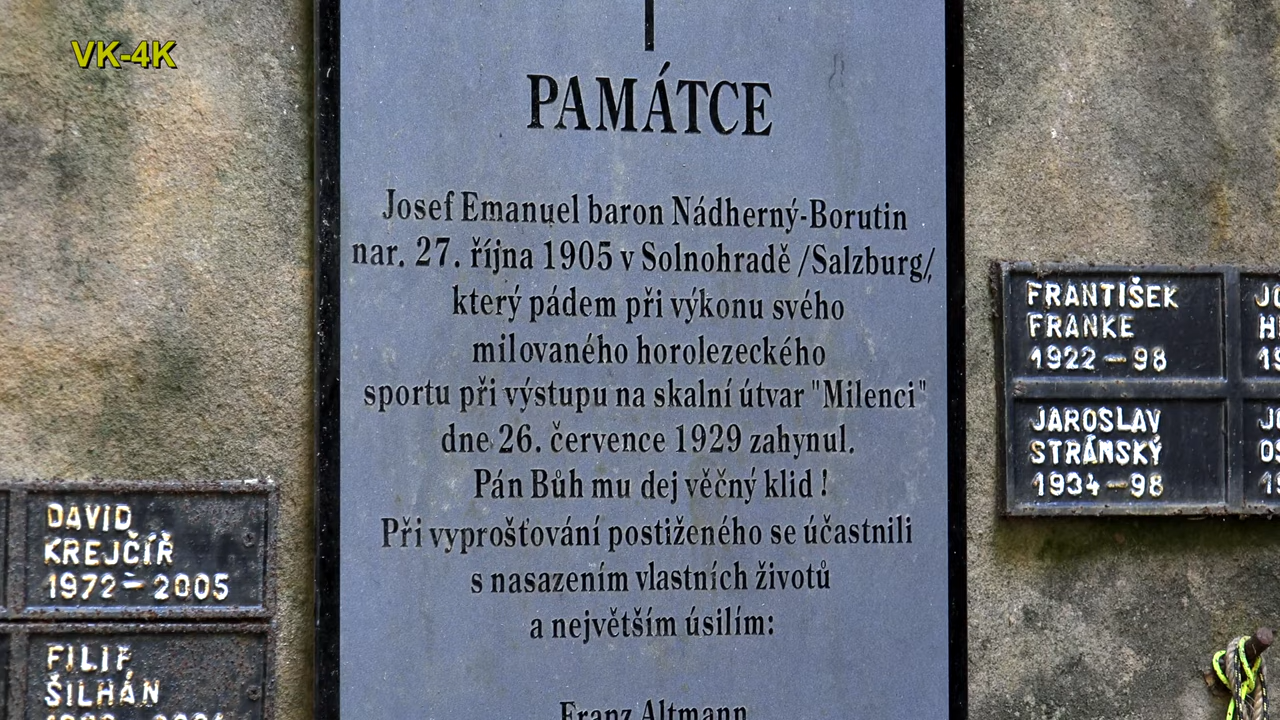 VK-4K
PAMÁTCE
Josef Emanuel baron Nádherný-Borutin
nar. 27. října 1905 v Solnohradě /Salzburg/,
který pádem při výkonu svého
milovaného horolezeckého
sportu při výstupu na skalní útvar "Milenci"
dne 26. července 1929 zahynul.
Pán Bůh mu dej věčný klid !
Při vyprošťování postiženého se účastnili
s nasazením vlastních životů
a největším úsilím:
Franz Altmann
DAVID
KREJČÍŘ
1972 – 2005
FILIP
ŠILHÁN
FRANTIŠEK
FRANKE
1922 – 98
JAROSLAV
STRÁNSKÝ
1934 – 98